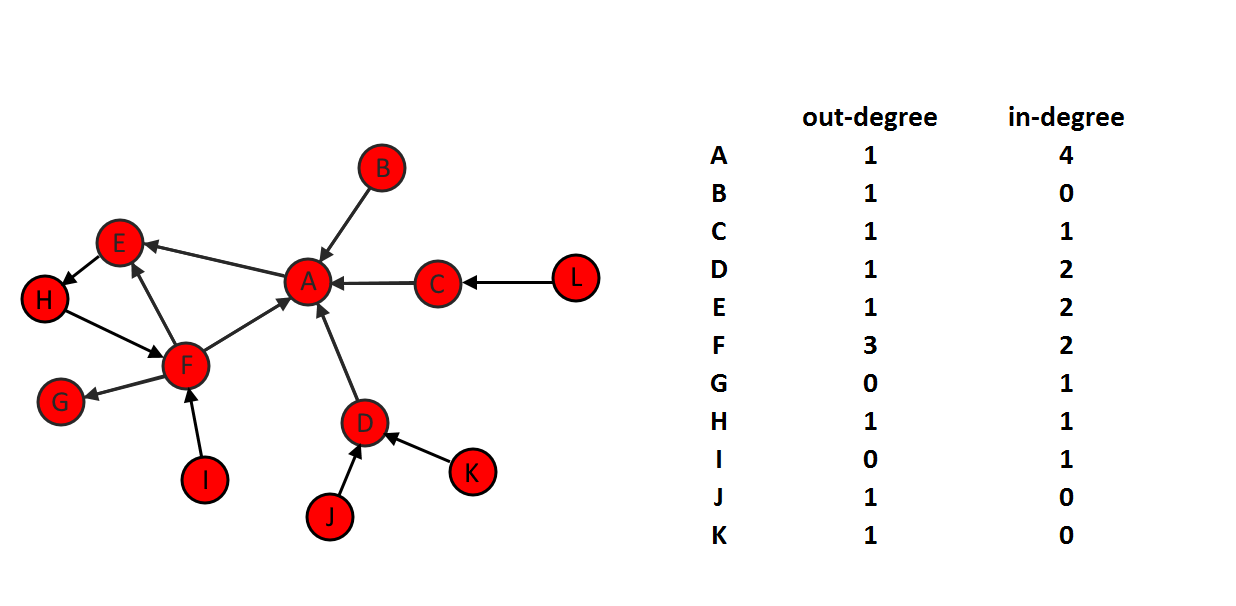 B
E
A
C
L
H
F
G
D
I
K
J
out-degree in-degree
A 1 4
B 1 0
C 1 1
D 1 2
E 1 2
F 3 2
G 0 1
H 1 1
I 0 1
J 1 0
K 1 0